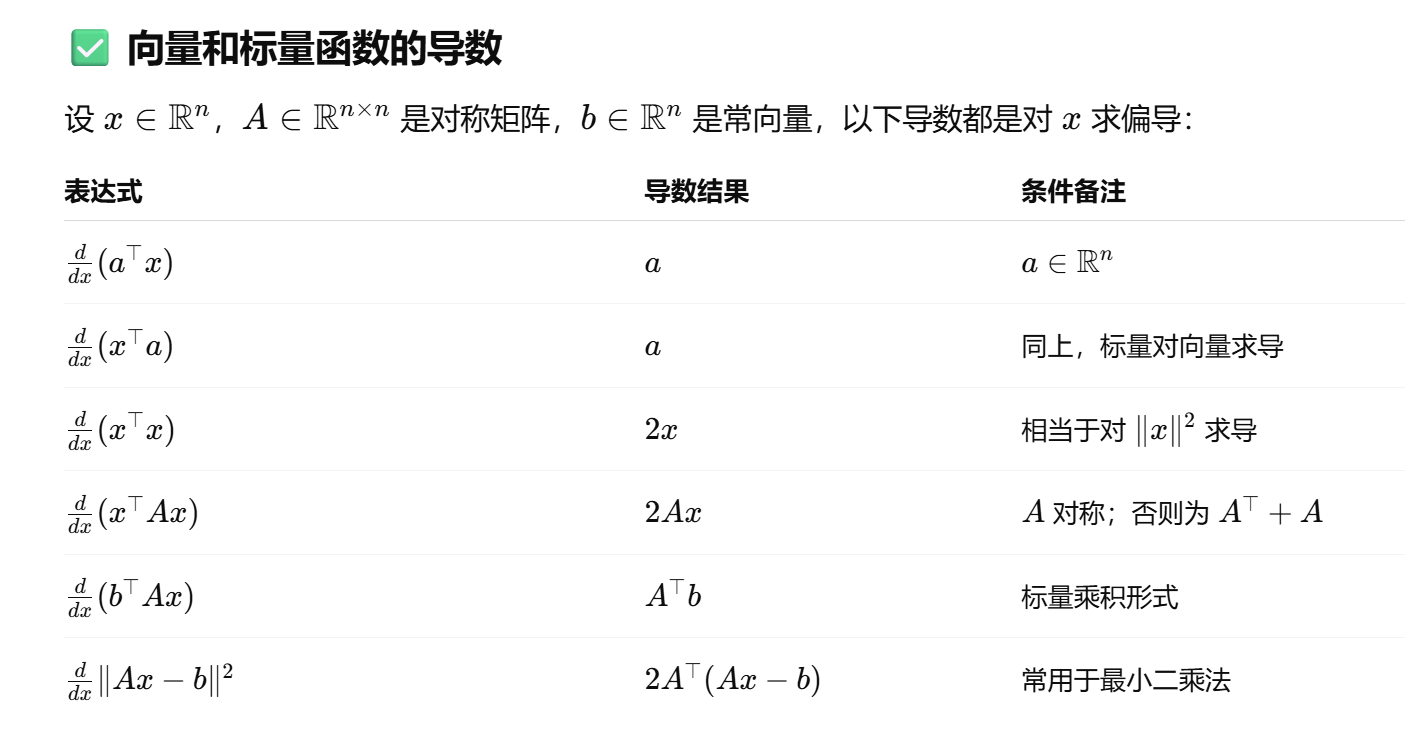 ✅ 向量和标量函数的导数
设 $x \in \mathbb{R}^n$，$A \in \mathbb{R}^{n \times n}$ 是对称矩阵，$b \in \mathbb{R}^n$ 是常向量，以下导数都是对 $x$ 求偏导：
表达式 导数结果 条件备注
$\frac{d}{dx}(a^\top x)$ $a$ $a \in \mathbb{R}^n$
$\frac{d}{dx}(x^\top a)$ $a$ 同上，标量对向量求导
$\frac{d}{dx}(x^\top x)$ $2x$ 相当于对 $\|x\|^2$ 求导
$\frac{d}{dx}(x^\top Ax)$ $2Ax$ $A$ 对称；否则为 $A^\top + A$
$\frac{d}{dx}(b^\top Ax)$ $A^\top b$ 标量乘积形式
$\frac{d}{dx}\|Ax - b\|^2$ $2A^\top(Ax - b)$ 常用于最小二乘法